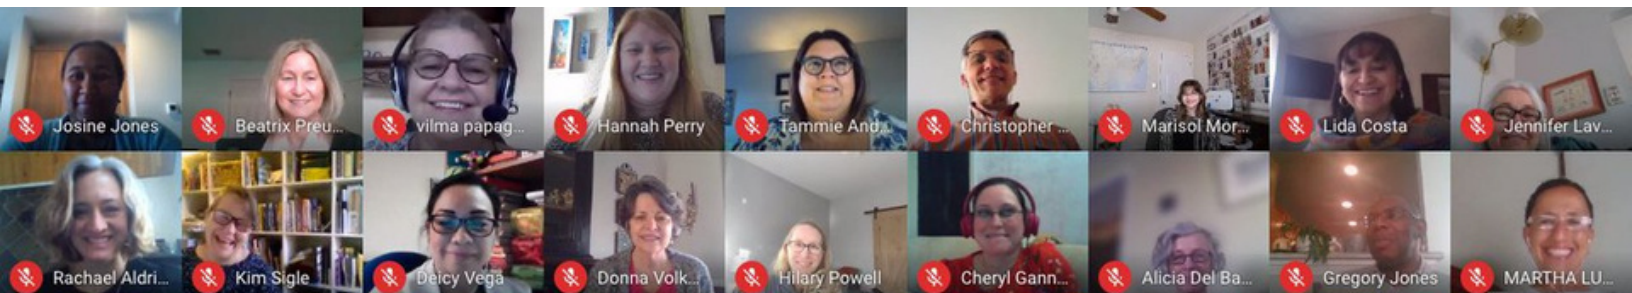 Josine Jones
Beatrix Preu...
vilma papag...
Hannah Perry
Tammie And...
Christopher ...
Marisol Mor...
Lida Costa
Jennifer Lav...
Rachael Aldri...
Kim Sigle
Deicy Vega
Donna Volk...
Hilary Powell
Cheryl Gann...
Alicia Del Ba...
Gregory Jones
MARTHA LU...